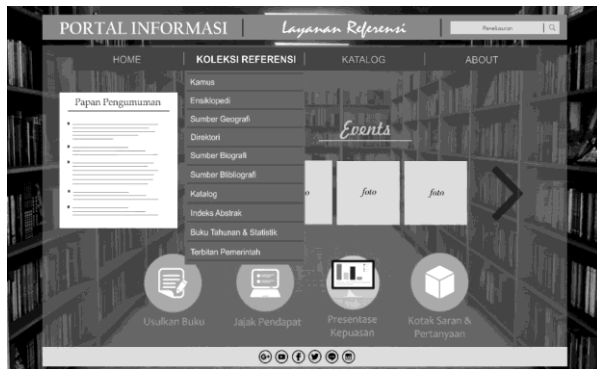 PORTAL INFORMASI
Layanan Referensi
Penelusuran
HOME
KOLEKSI REFERENSI
KATALOG
ABOUT
Kamus
Ensiklopedi
Sumber Geografi
Direktori
Sumber Biografi
Sumber Blibliografi
Katalog
Indeks Abstrak
Buku Tahunan & Statistik
Terbitan Pemerintah
Papan Pengumuman
Events
foto
foto
Usulkan Buku
Jajak Pendapat
Presentase
Kepuasan
Kotak Saran &
Pertanyaan